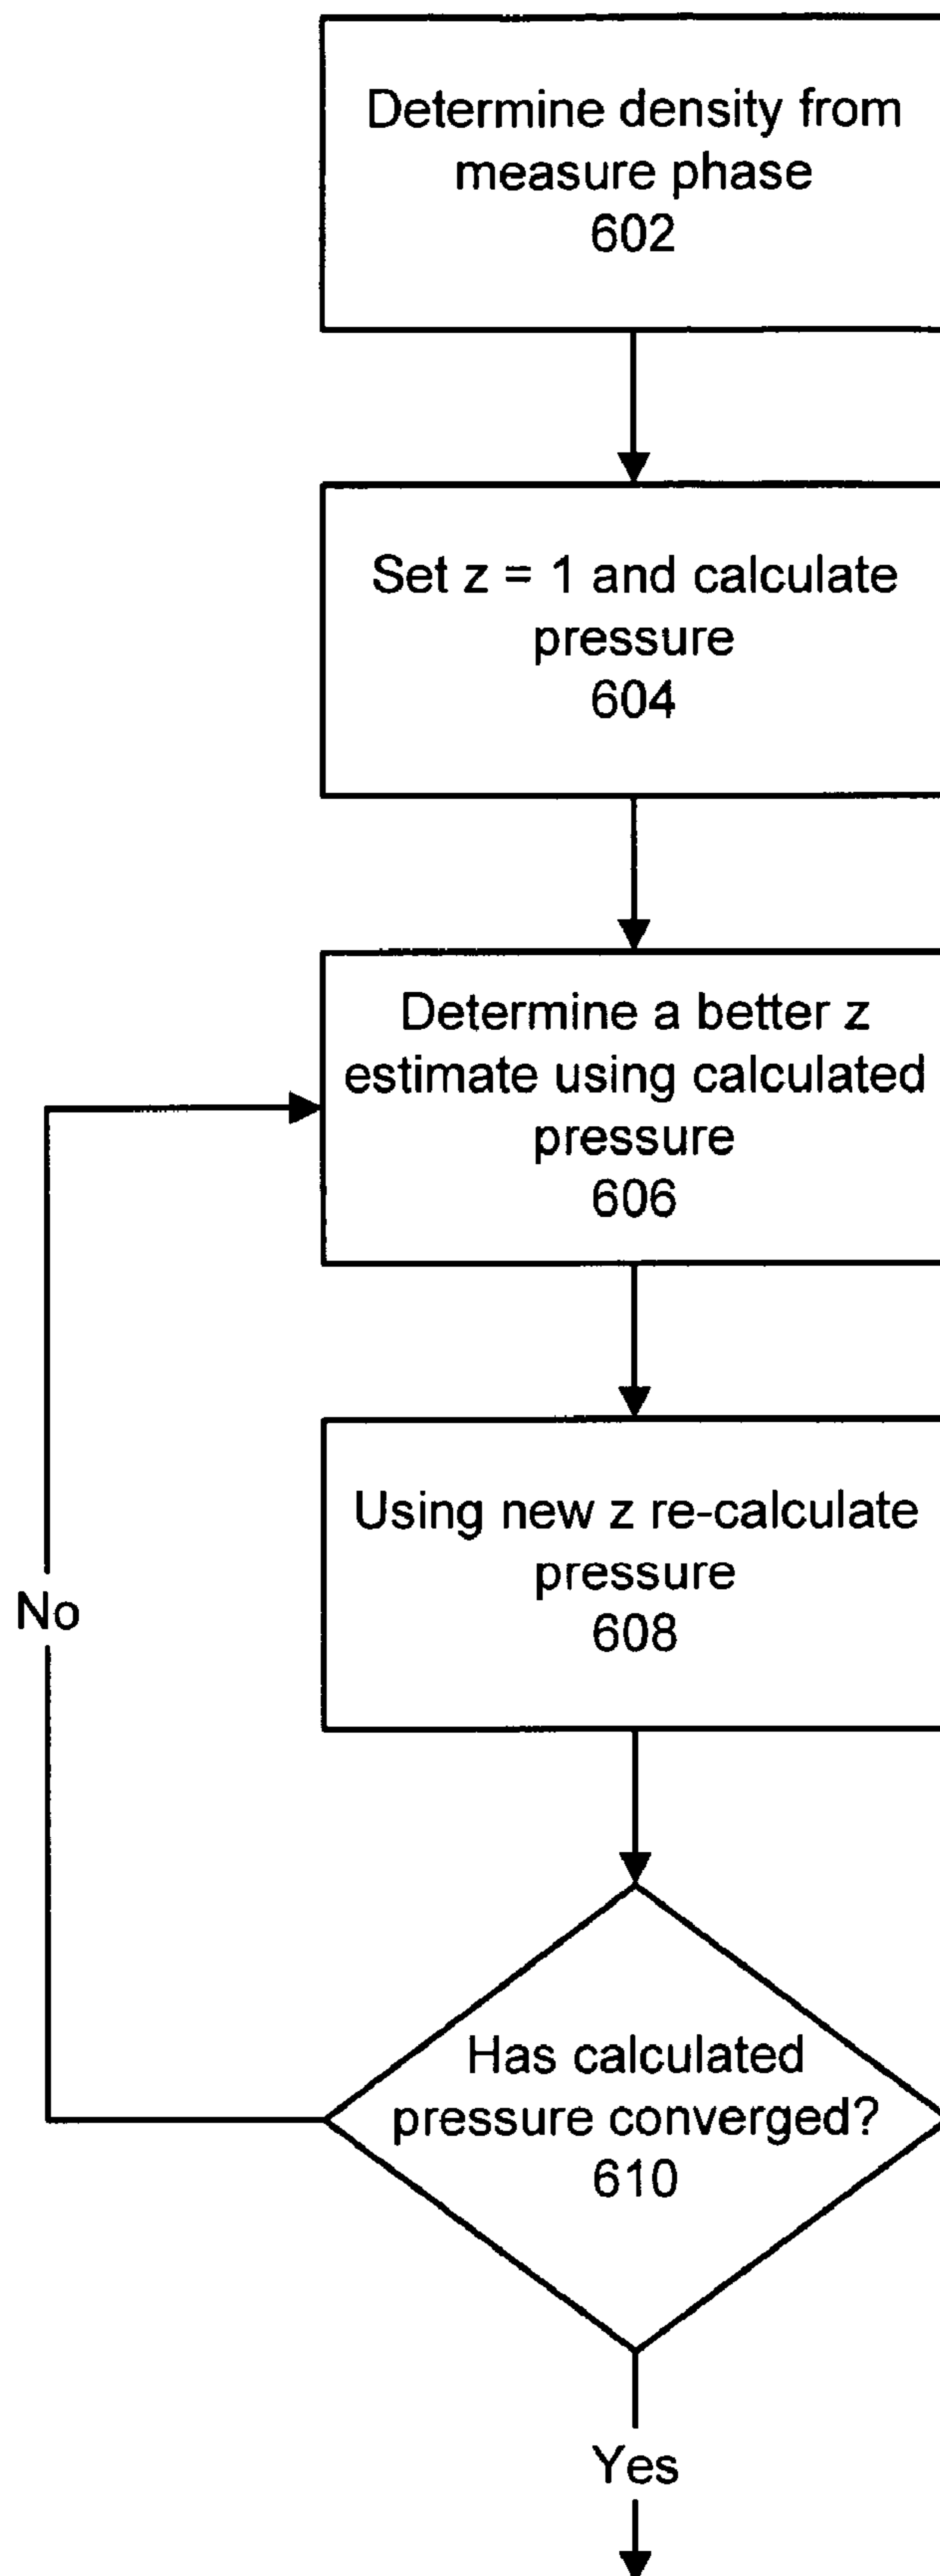 Determine density from
measure phase
602
Set z = 1 and calculate
pressure
604
Determine a better z
estimate using calculated
pressure
606
Using new z re-calculate
pressure
608
No
Has calculated
pressure converged?
610
Yes